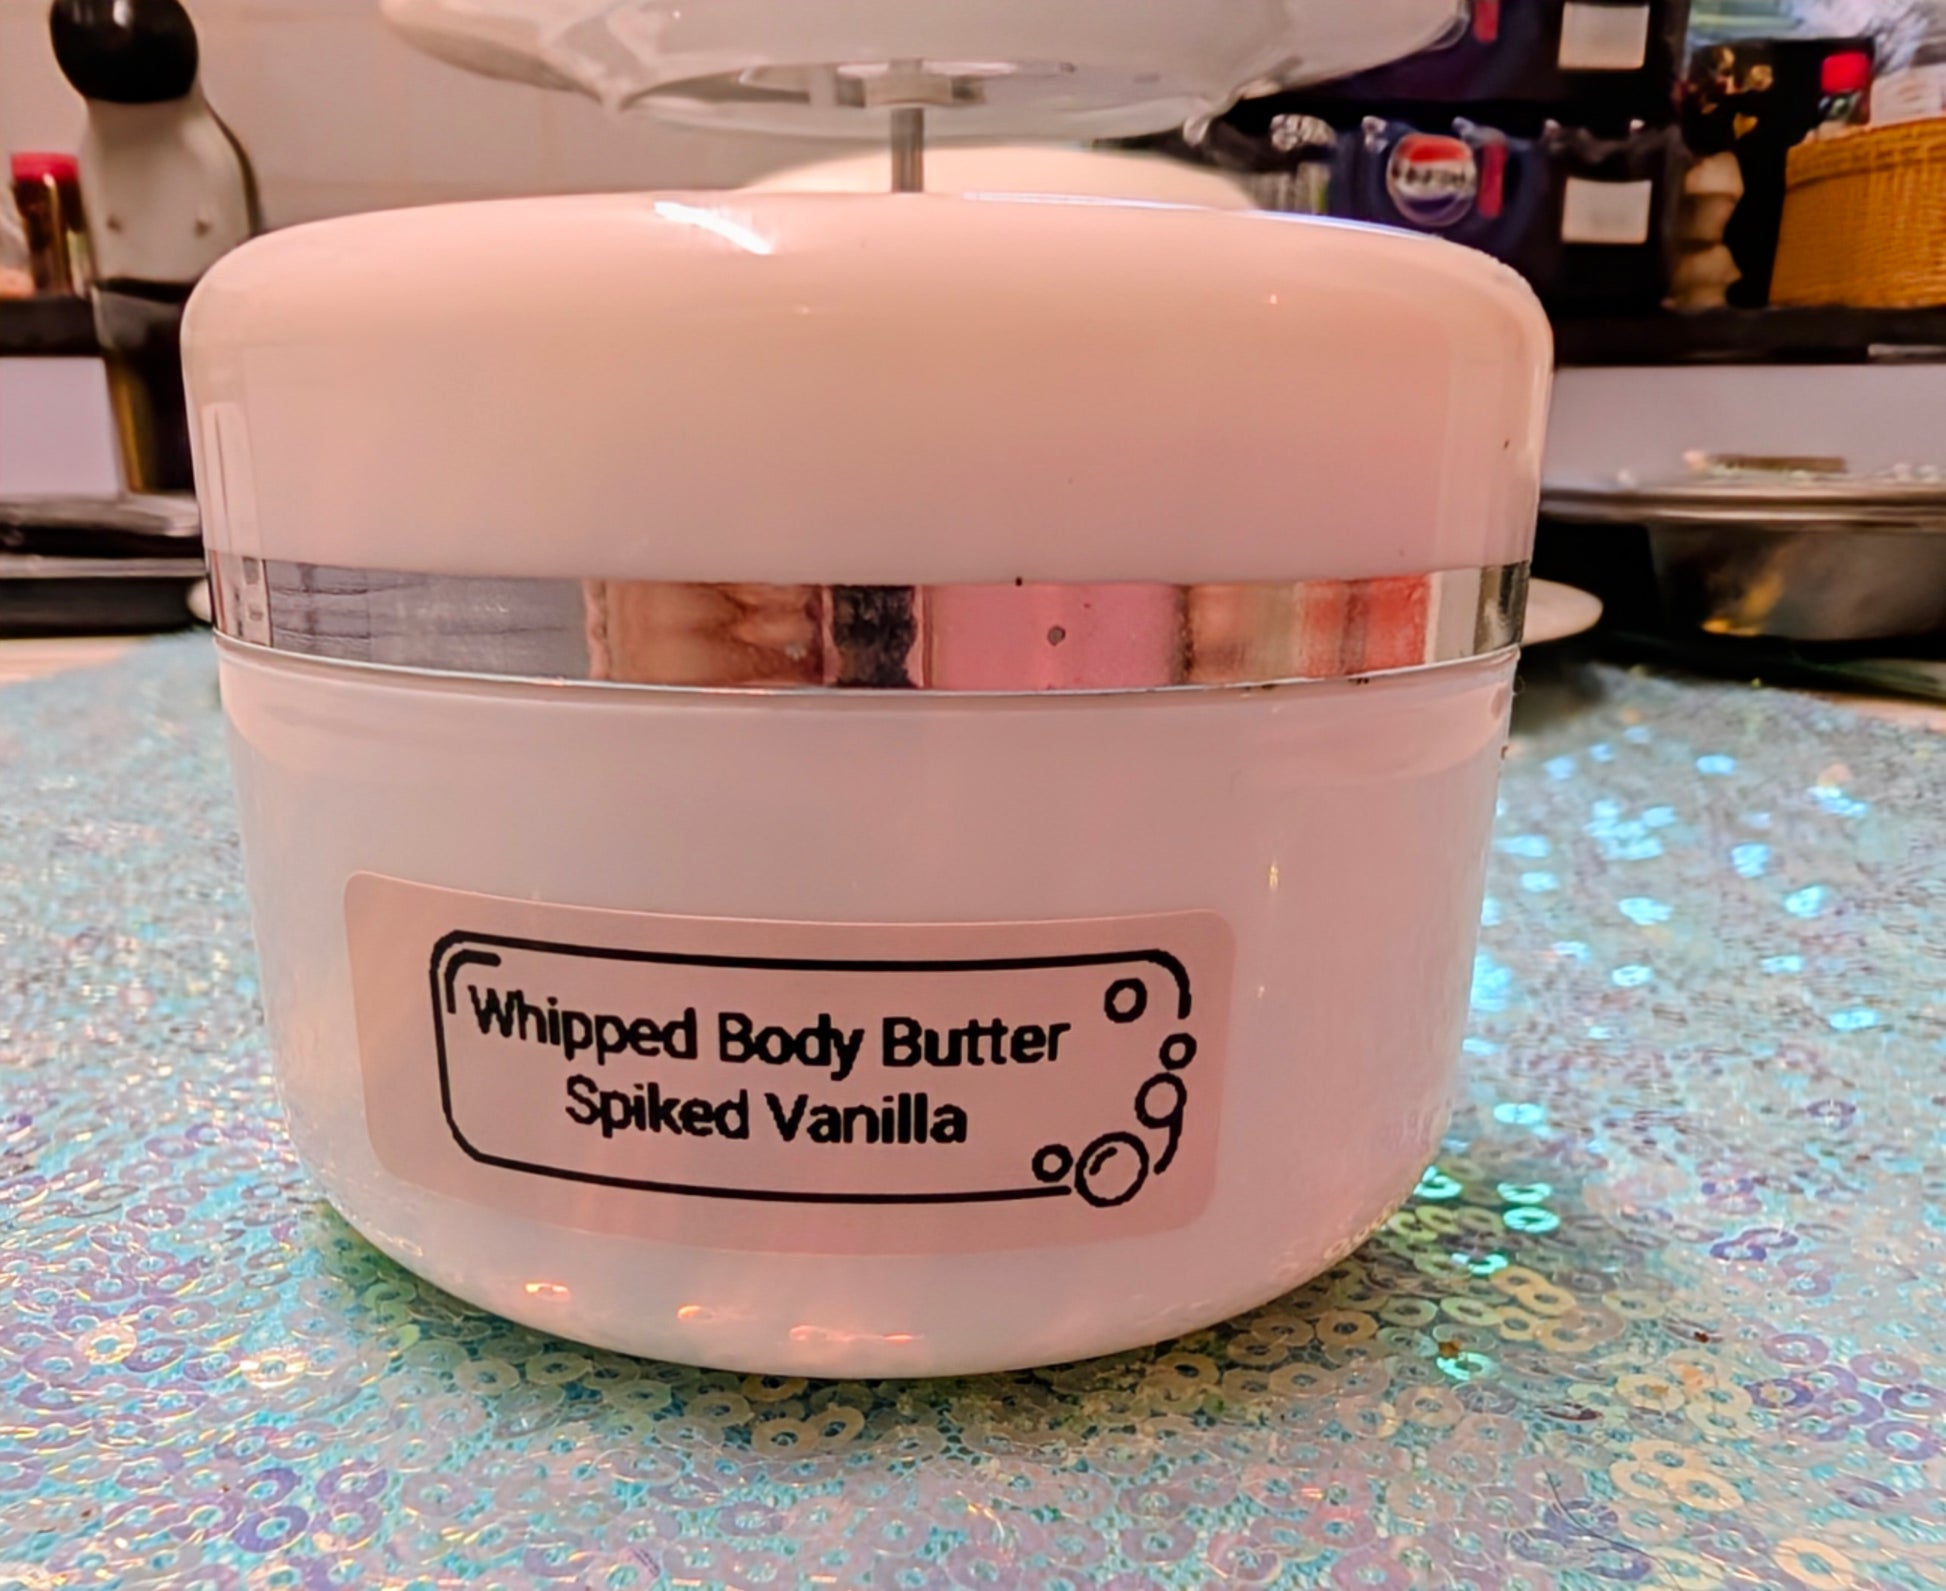 Whipped Body Butter
Spiked Vanilla